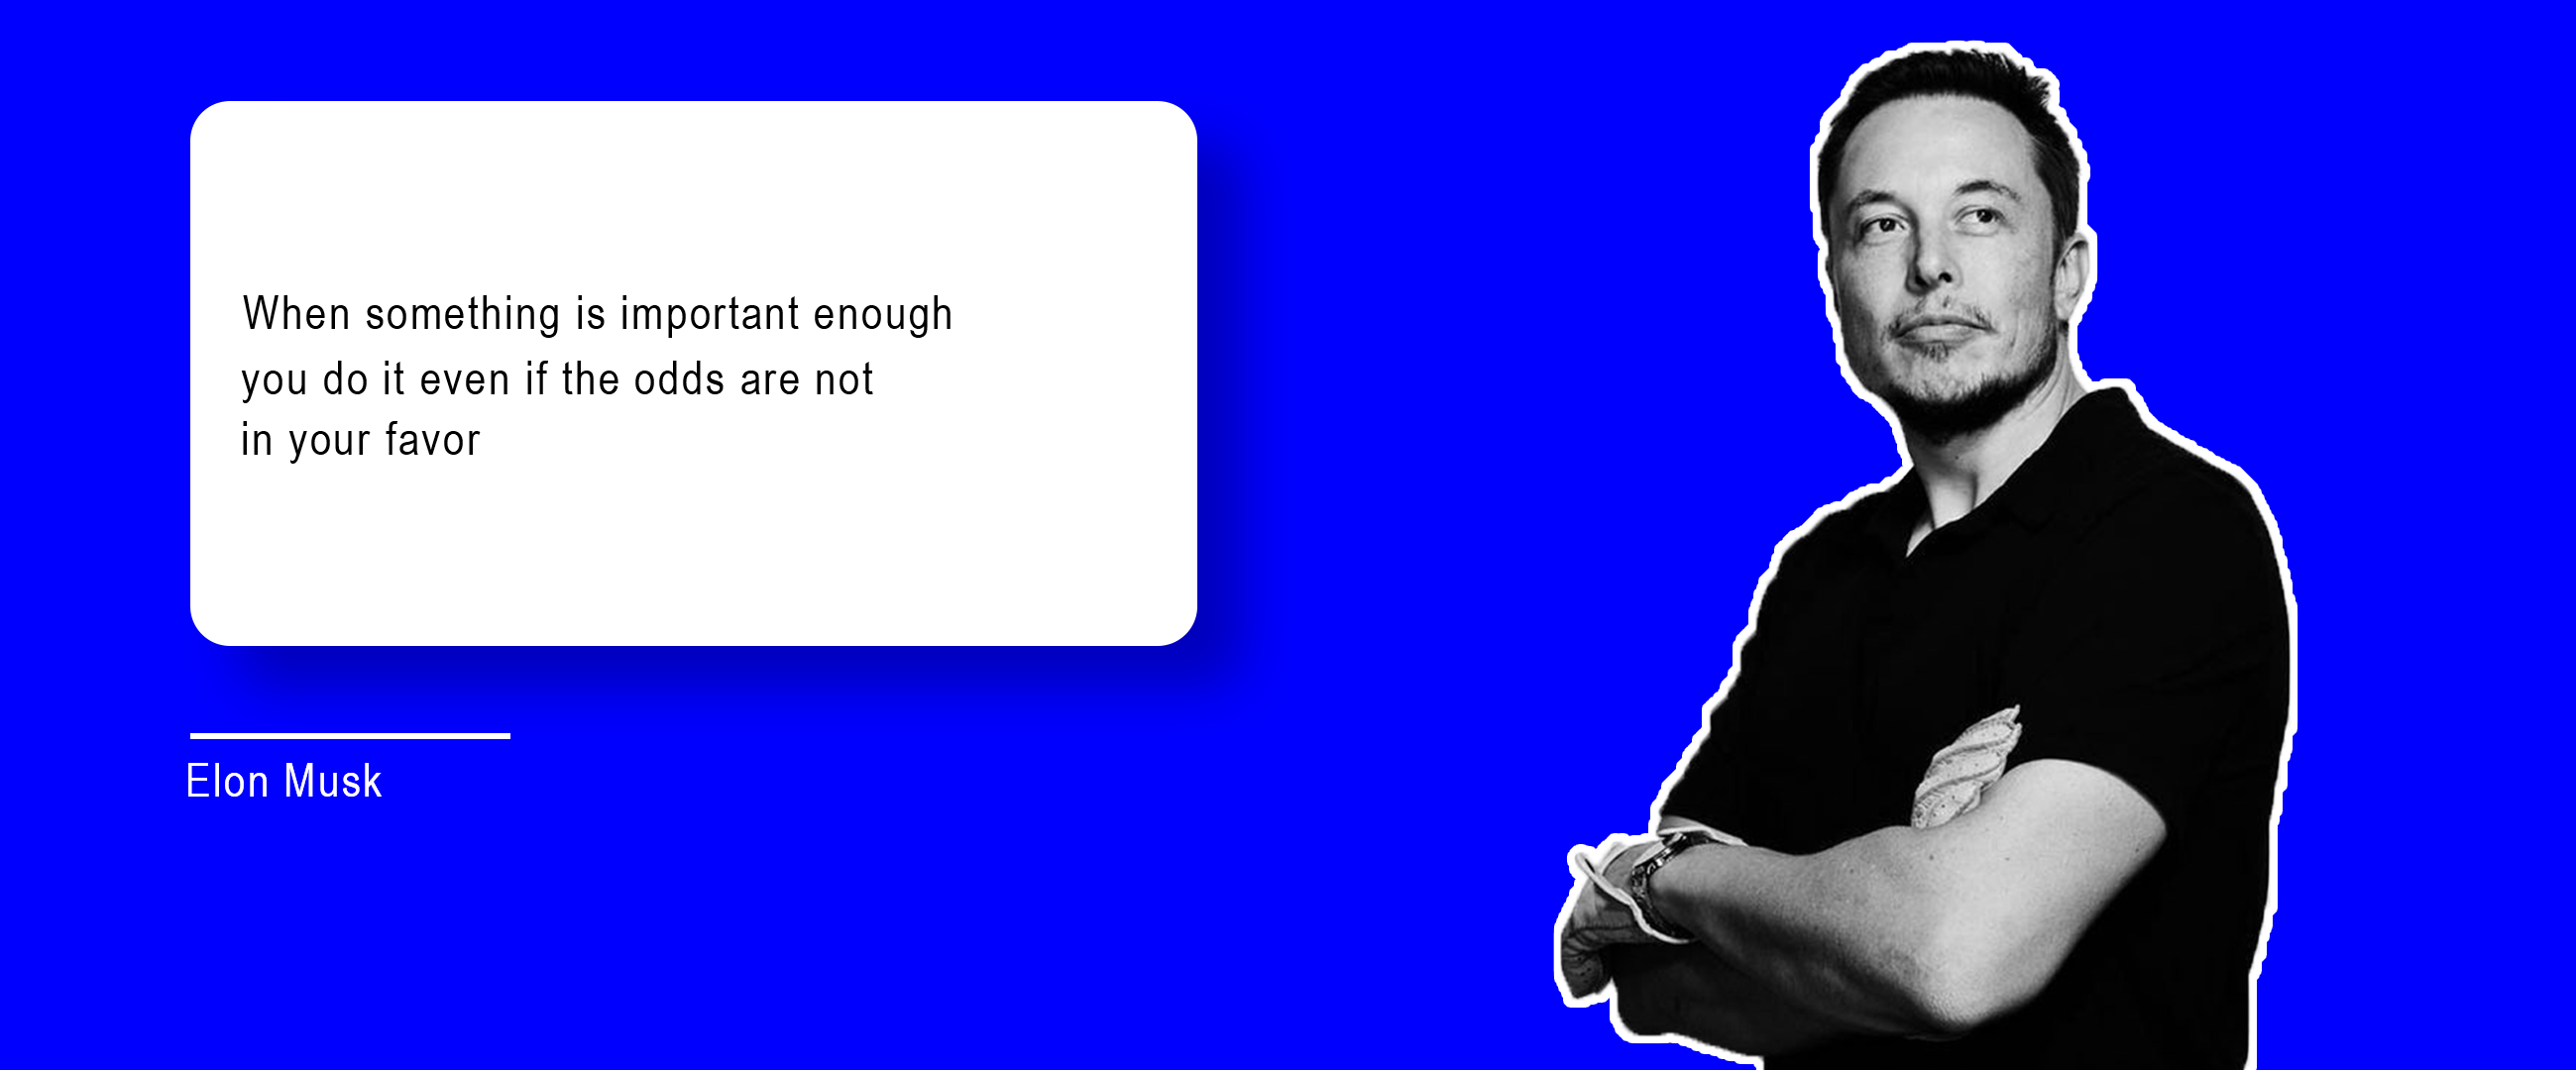 When something is important enough
you do it even if the odds are not
in your favor
Elon Musk